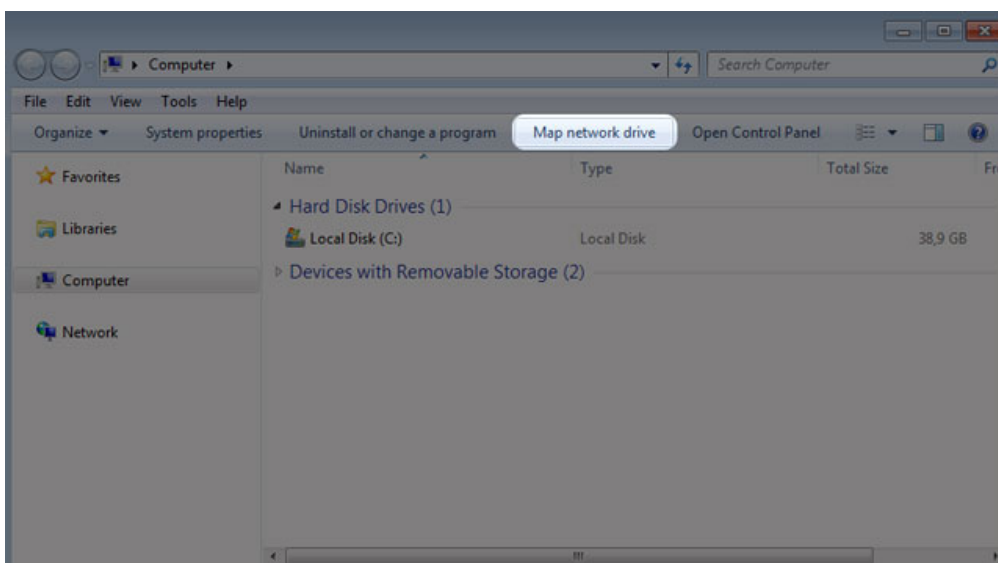 Computer
Search Computer
File Edit View Tools Help
Organize System properties Uninstall or change a program Map network drive Open Control Panel
Name Type Total Size Fr
Favorites
Hard Disk Drives (1)
Libraries
Local Disk (C:) Local Disk 38,9 GB
Devices with Removable Storage (2)
Computer
Network